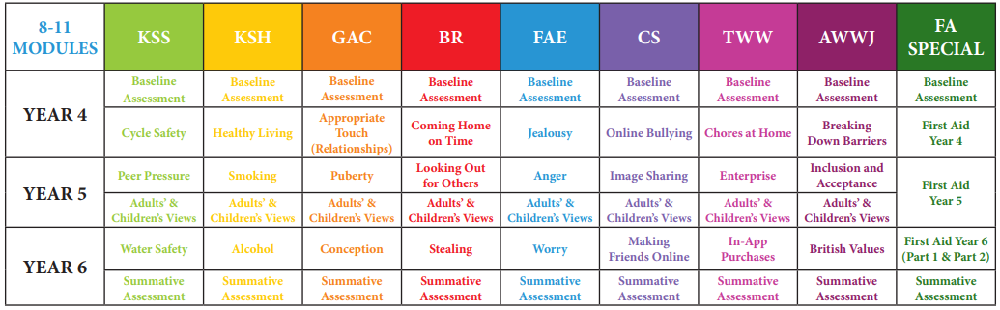 8-11 MODULES KSS KSH GAC BR FAE CS TWW AWWJ FA SPECIAL
YEAR 4
Baseline Assessment Baseline Assessment Baseline Assessment Baseline Assessment Baseline Assessment Baseline Assessment Baseline Assessment Baseline Assessment Baseline Assessment
Cycle Safety Healthy Living Appropriate Touch (Relationships) Coming Home on Time Jealousy Online Bullying Chores at Home Breaking Down Barriers First Aid Year 4
YEAR 5
Peer Pressure Smoking Puberty Looking Out for Others Anger Image Sharing Enterprise Inclusion and Acceptance First Aid Year 5
Adults’ & Children’s Views Adults’ & Children’s Views Adults’ & Children’s Views Adults’ & Children’s Views Adults’ & Children’s Views Adults’ & Children’s Views Adults’ & Children’s Views Adults’ & Children’s Views
YEAR 6
Water Safety Alcohol Conception Stealing Worry Making Friends Online In-App Purchases British Values First Aid Year 6 (Part 1 & Part 2)
Summative Assessment Summative Assessment Summative Assessment Summative Assessment Summative Assessment Summative Assessment Summative Assessment Summative Assessment Summative Assessment